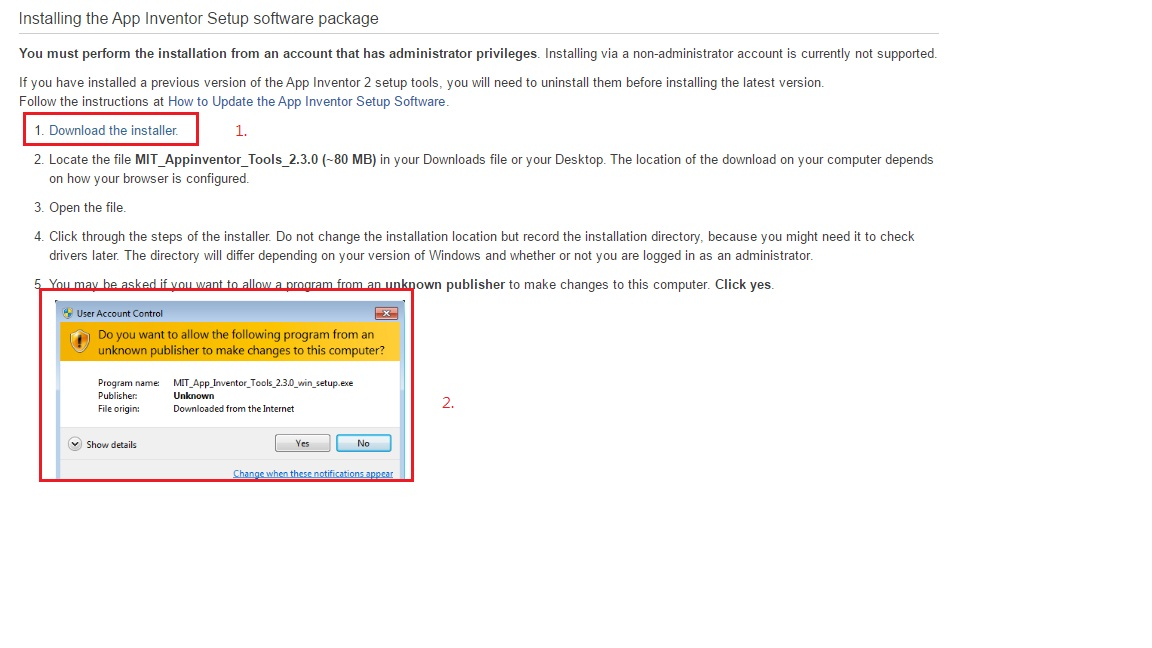 Installing the App Inventor Setup software package
You must perform the installation from an account that has administrator privileges. Installing via a non-administrator account is currently not supported.
If you have installed a previous version of the App Inventor 2 setup tools, you will need to uninstall them before installing the latest version.
Follow the instructions at How to Update the App Inventor Setup Software.
1. Download the installer. 1.
2. Locate the file MIT_Appinventor_Tools_2.3.0 (~80 MB) in your Downloads file or your Desktop. The location of the download on your computer depends
on how your browser is configured.
3. Open the file.
4. Click through the steps of the installer. Do not change the installation location but record the installation directory, because you might need it to check
drivers later. The directory will differ depending on your version of Windows and whether or not you are logged in as an administrator.
5. You may be asked if you want to allow a program from an unknown publisher to make changes to this computer. Click yes.
User Account Control
Do you want to allow the following program from an
unknown publisher to make changes to this computer?
Program name: MIT_App_Inventor_Tools_2.3.0_win_setup.exe
Publisher: Unknown
File origin: Downloaded from the Internet
2.
Show details Yes No
Change when these notifications appear